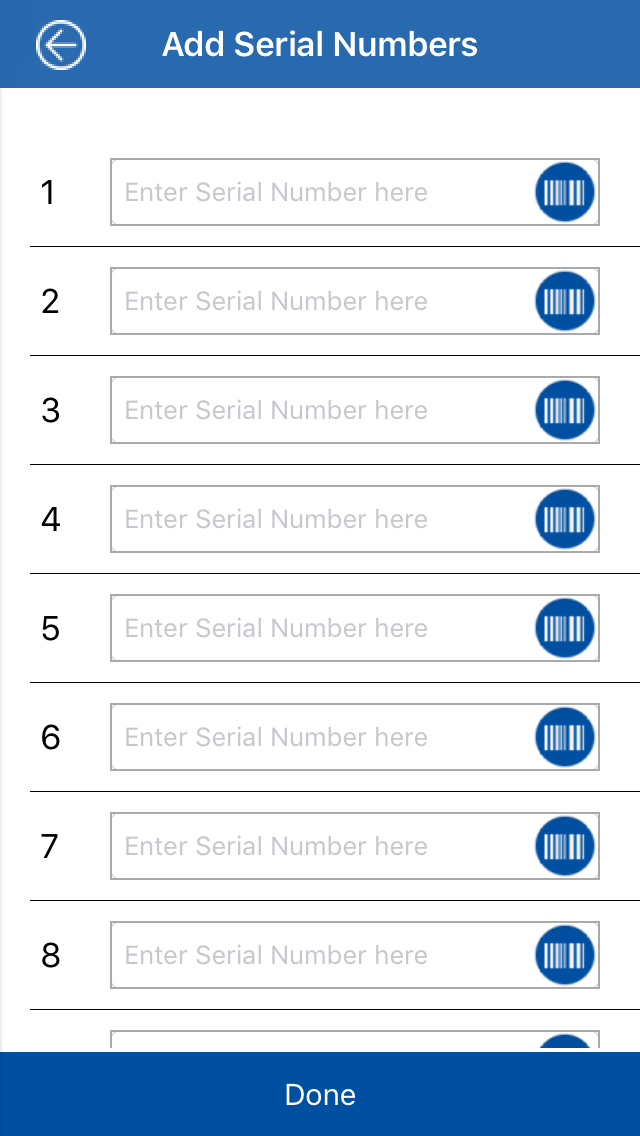 Add Serial Numbers
1 Enter Serial Number here
2 Enter Serial Number here
3 Enter Serial Number here
4 Enter Serial Number here
5 Enter Serial Number here
6 Enter Serial Number here
7 Enter Serial Number here
8 Enter Serial Number here
Done